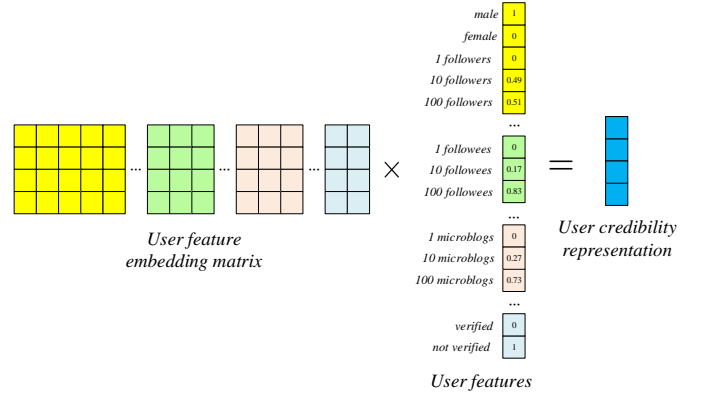 male 1
female 0
1 followers 0
10 followers 0.49
100 followers 0.51
...
1 followees 0
10 followees 0.17
100 followees 0.83
...
1 microblogs 0
10 microblogs 0.27
100 microblogs 0.73
...
verified 0
not verified 1
User features
... ... ... × =
User feature
embedding matrix
User credibility
representation